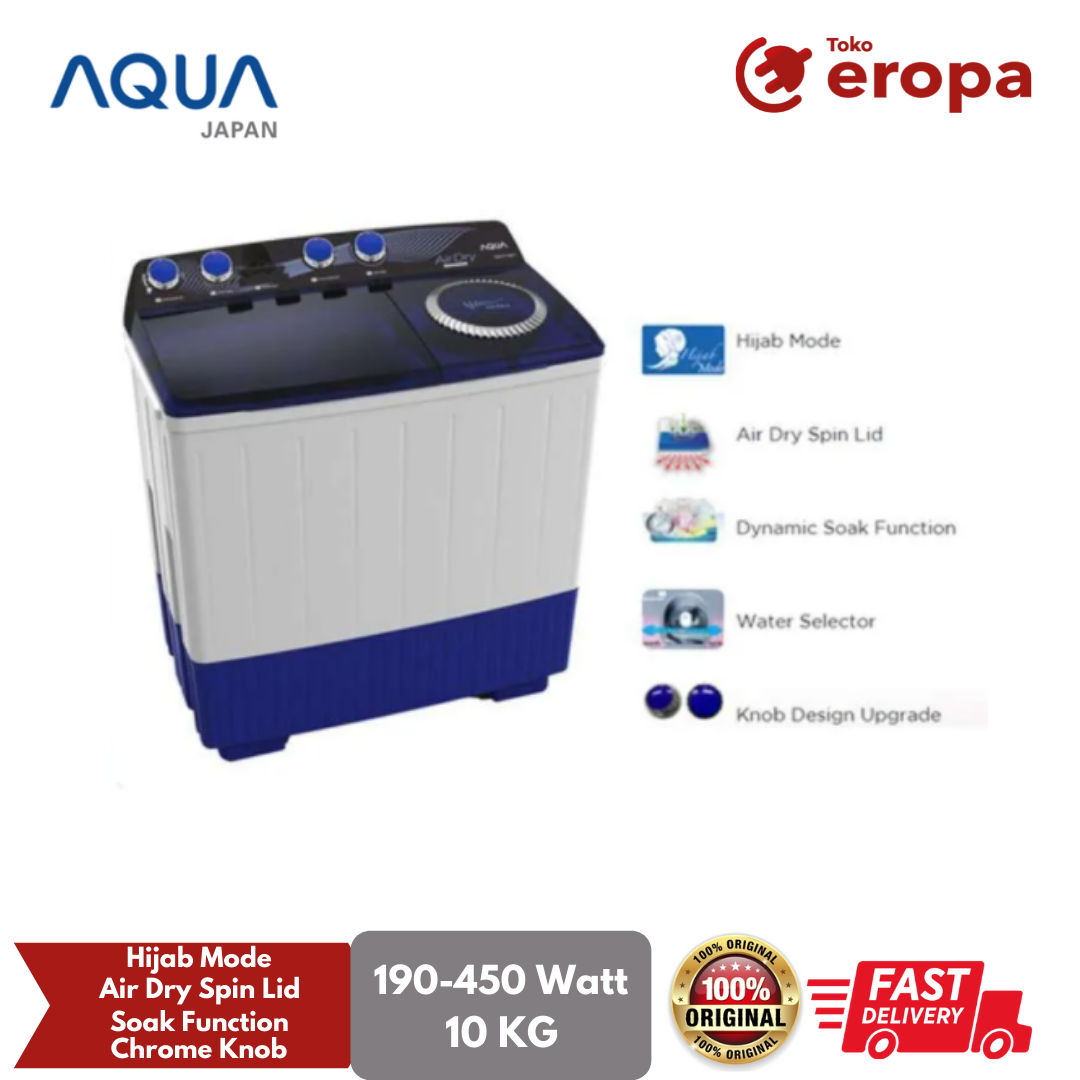 AQUA
JAPAN
Toko
eropa
AQUA
Air Dry
Hijab Mode
Hijab
Mode
Air Dry Spin Lid
Dynamic Soak Function
Water Selector
Knob Design Upgrade
Hijab Mode
Air Dry Spin Lid
Soak Function
Chrome Knob
190-450 Watt
10 KG
100% ORIGINAL
100%
ORIGINAL
100% ORIGINAL
FAST
DELIVERY